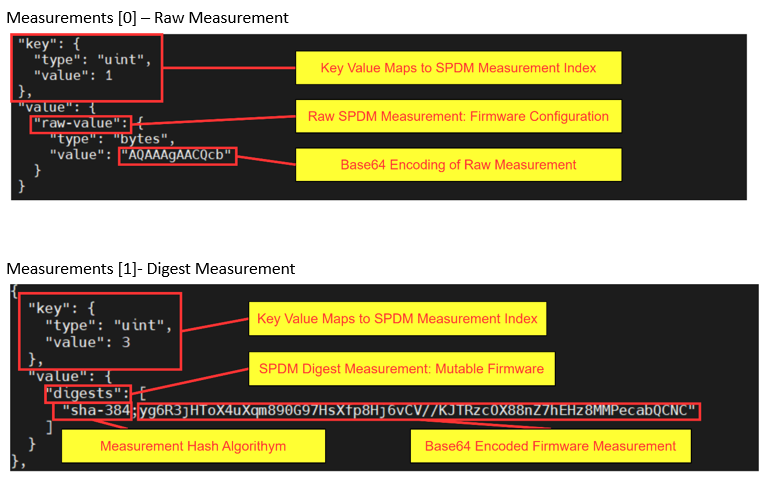 Measurements [0] – Raw Measurement
"key": {
"type": "uint",
"value": 1
},
"value": {
"raw-value": {
"type": "bytes",
"value": "AQAAAgAACQcb"
}
}
Key Value Maps to SPDM Measurement Index
Raw SPDM Measurement: Firmware Configuration
Base64 Encoding of Raw Measurement
Measurements [1]- Digest Measurement
{
"key": {
"type": "uint",
"value": 3
},
"value": {
"digests": [
"sha-384;yg6R3jHToX4uXqm890G97HsXfp8Hj6vCV//KJTRzcOX88nZ7hEHz8MMPecabQCNC"
]
}
},
Key Value Maps to SPDM Measurement Index
SPDM Digest Measurement: Mutable Firmware
Measurement Hash Algorithym
Base64 Encoded Firmware Measurement